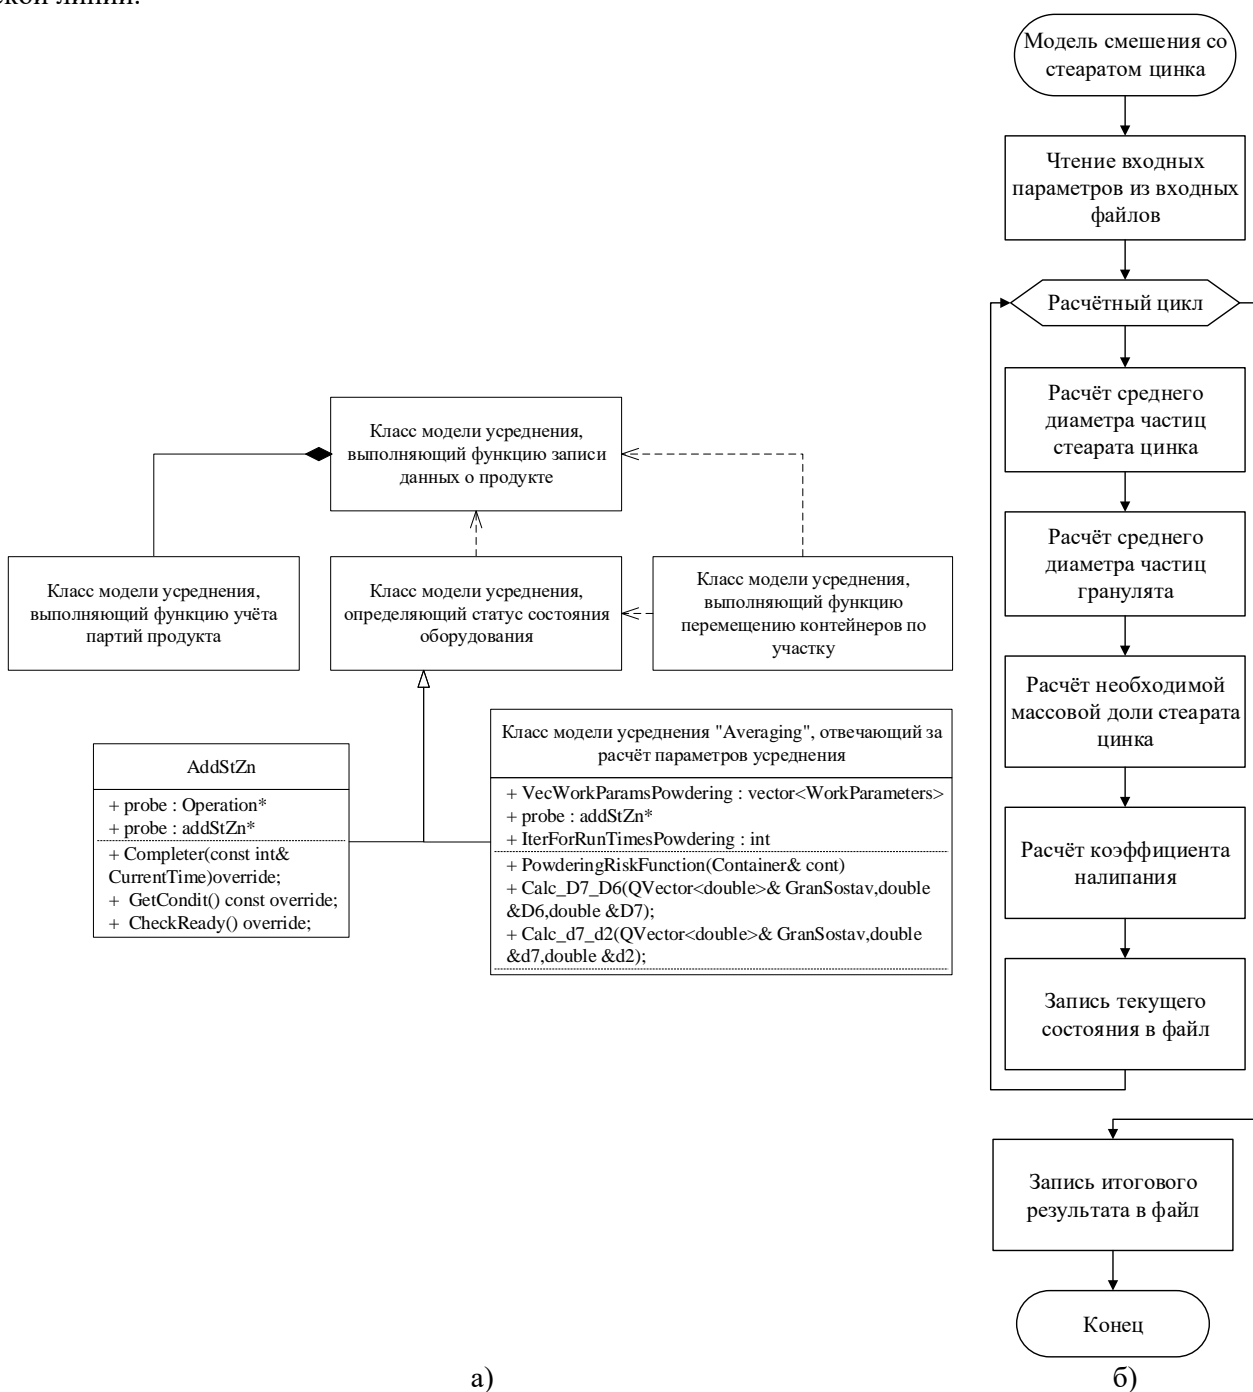 ской линии.
Класс модели усреднения,
выполняющий функцию записи
данных о продукте
Класс модели усреднения,
выполняющий функцию учёта
партий продукта
Класс модели усреднения,
определяющий статус состояния
оборудования
Класс модели усреднения,
выполняющий функцию
перемещению контейнеров по
участку
AddStZn
+ probe : Operation*
+ probe : addStZn*
+ Completer(const int&
CurrentTime)override;
+ GetCondit() const override;
+ CheckReady() override;
Класс модели усреднения "Averaging", отвечающий за
расчёт параметров усреднения
+ VecWorkParamsPowdering : vector<WorkParameters>
+ probe : addStZn*
+ IterForRunTimesPowdering : int
+ PowderingRiskFunction(Container& cont)
+ Calc_D7_D6(QVector<double>& GranSostav,double
&D6,double &D7);
+ Calc_d7_d2(QVector<double>& GranSostav,double
&d7,double &d2);
а)
Модель смешения со
стеаратом цинка
Чтение входных
параметров из входных
файлов
Расчётный цикл
Расчёт среднего
диаметра частиц
стеарата цинка
Расчёт среднего
диаметра частиц
гранулята
Расчёт необходимой
массовой доли стеарата
цинка
Расчёт коэффициента
налипания
Запись текущего
состояния в файл
Запись итогового
результата в файл
Конец
б)